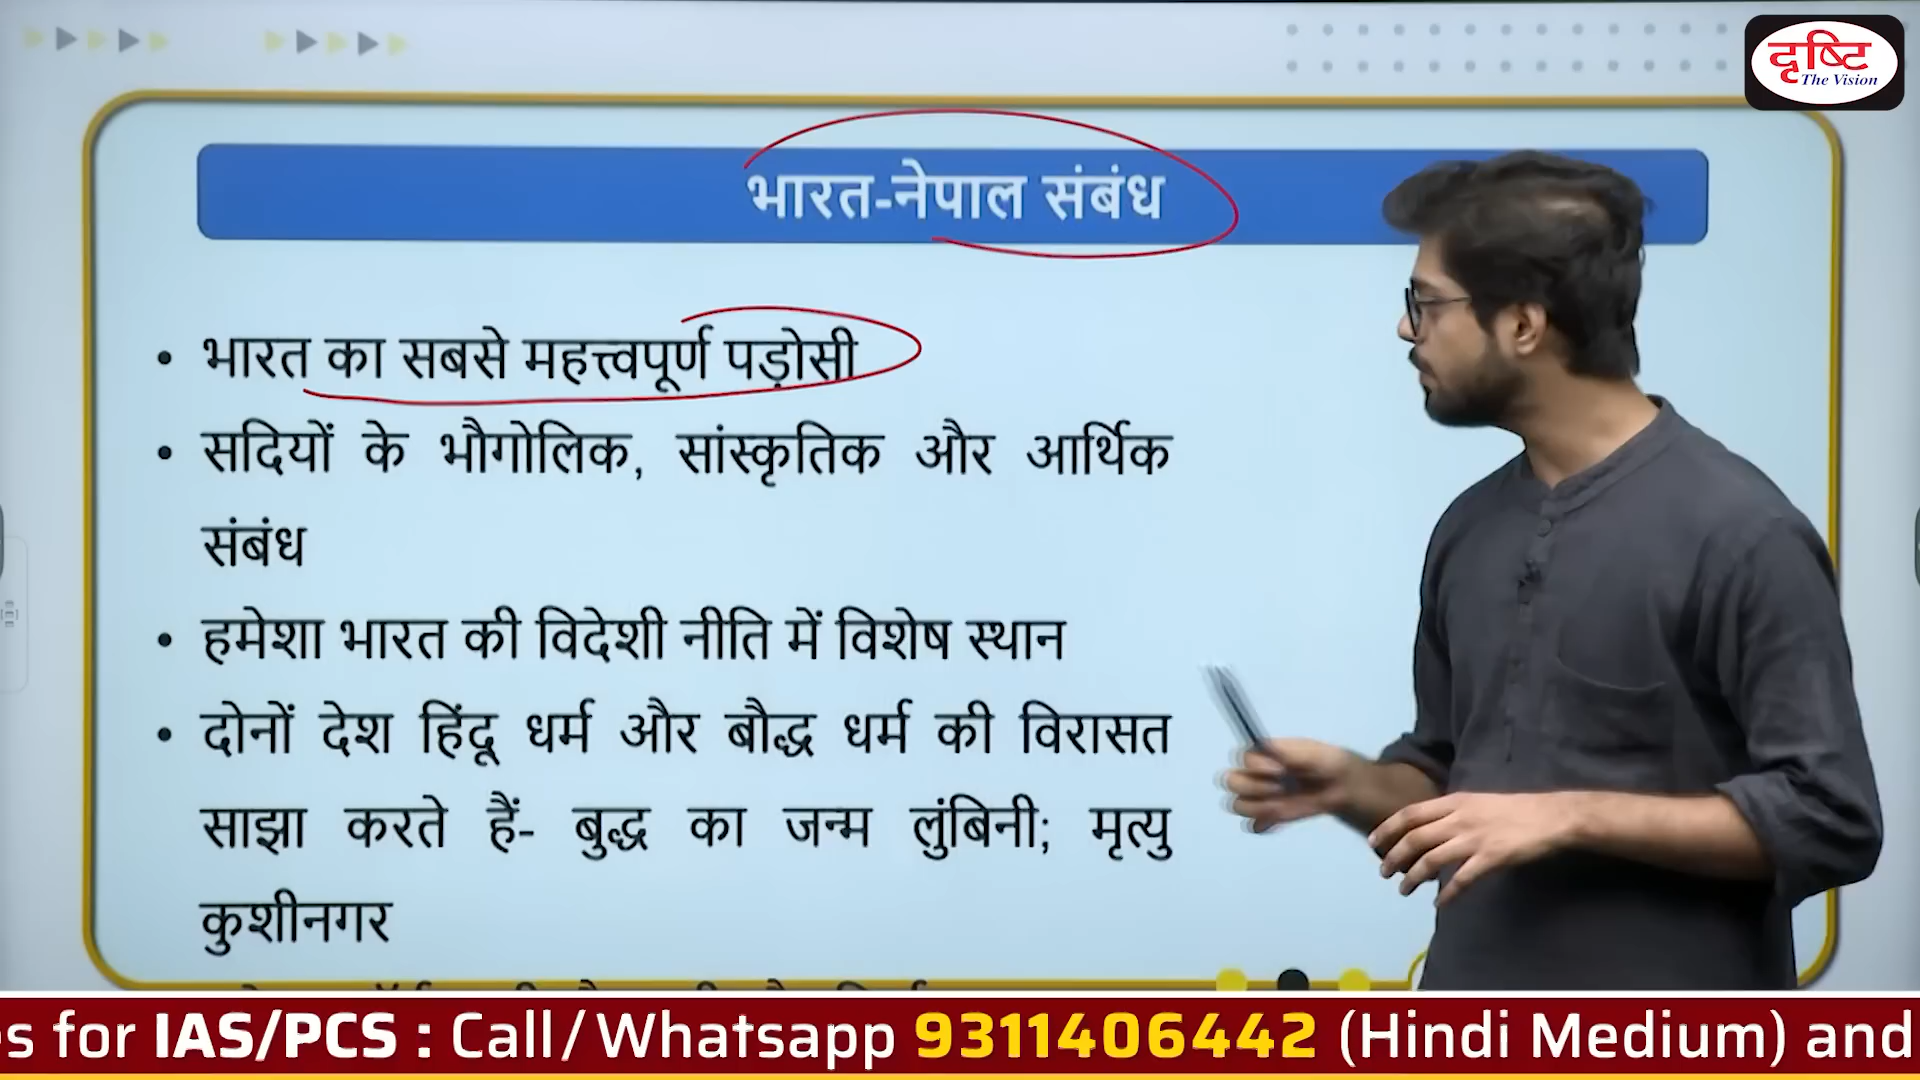 दृष्टि
The Vision
भारत-नेपाल संबंध
• भारत का सबसे महत्त्वपूर्ण पड़ोसी
• सदियों के भौगोलिक, सांस्कृतिक और आर्थिक
संबंध
• हमेशा भारत की विदेशी नीति में विशेष स्थान
• दोनों देश हिंदू धर्म और बौद्ध धर्म की विरासत
साझा करते हैं- बुद्ध का जन्म लुंबिनी; मृत्यु
कुशीनगर
for IAS/PCS : Call/Whatsapp 9311406442 (Hindi Medium) and